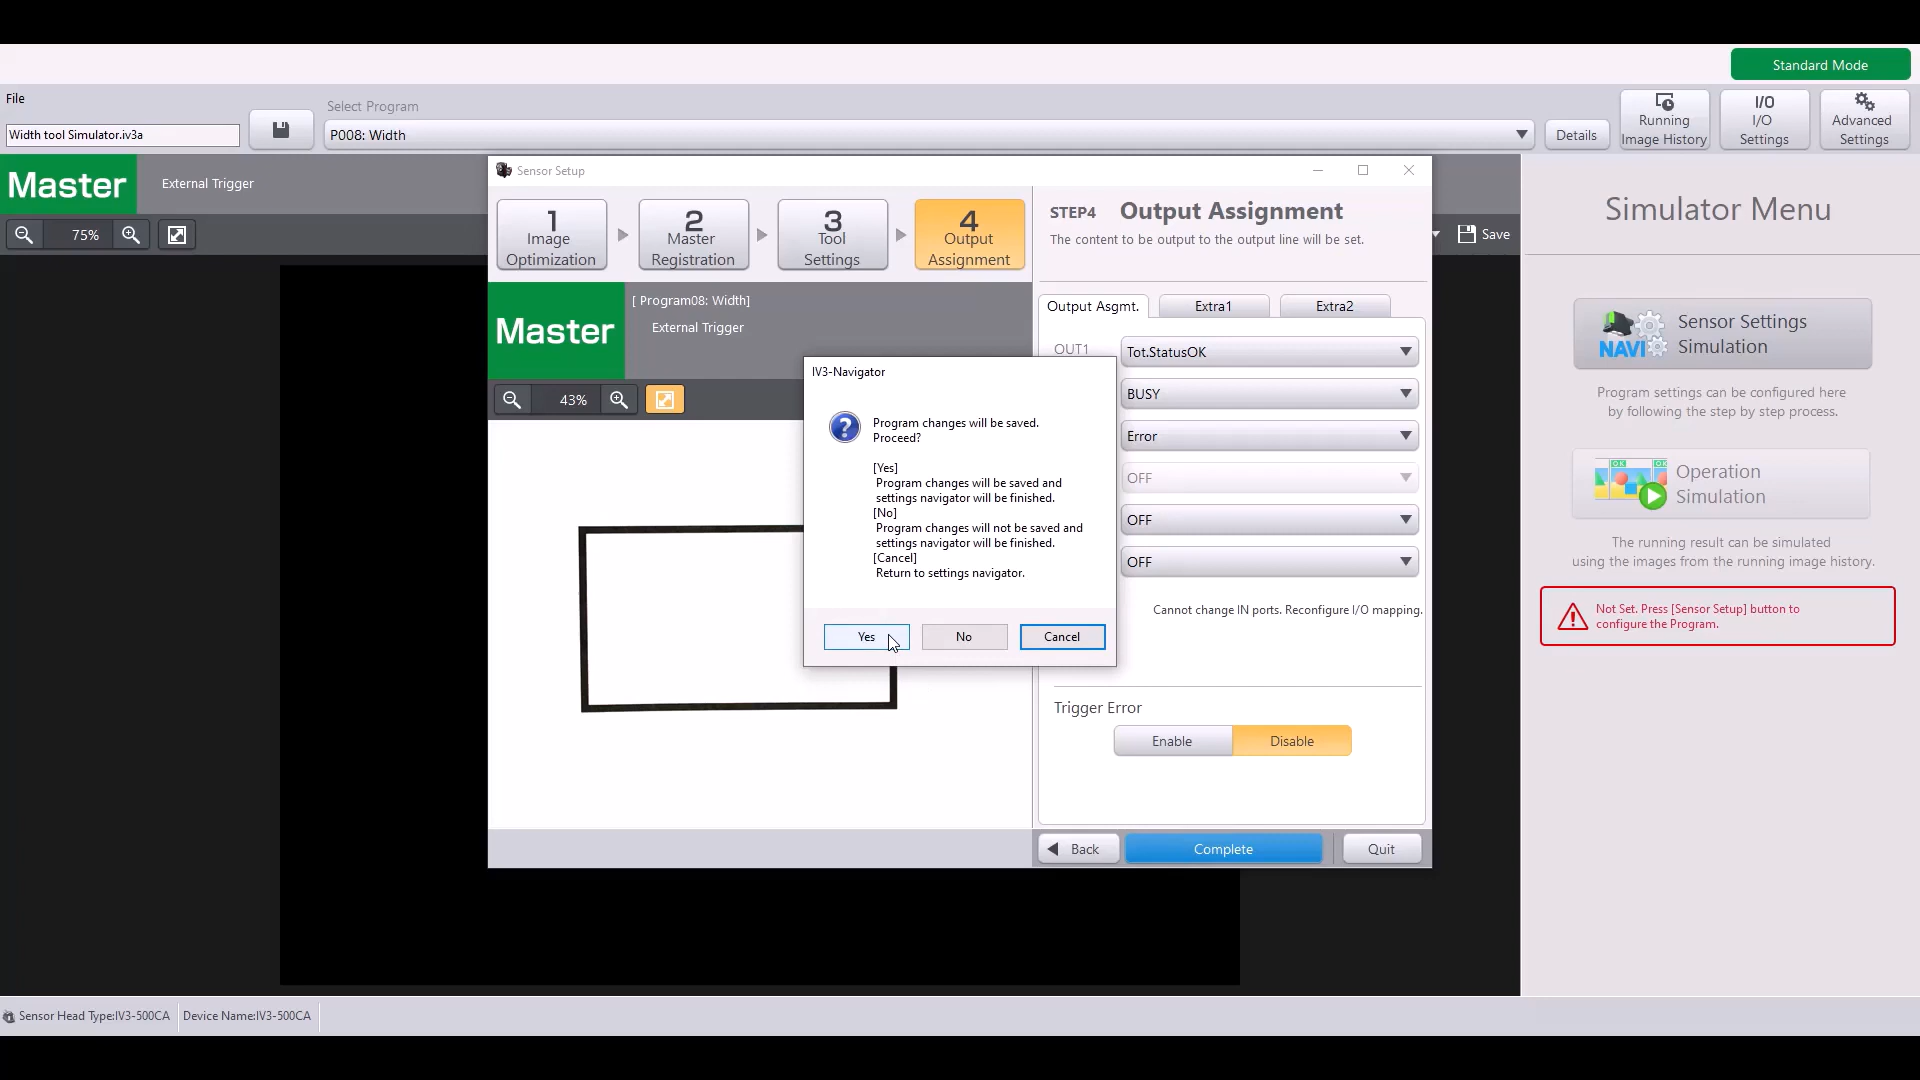 Standard Mode
File
Width tool Simulator.iv3a
Select Program
P008: Width
Details
Running
Image History
I/O
I/O
Settings
Advanced
Settings
Master
External Trigger
75%
Save
Sensor Setup
1
Image
Optimization
2
Master
Registration
3
Tool
Settings
4
Output
Assignment
STEP4 Output Assignment
The content to be output to the output line will be set.
Master
[ Program08: Width]
External Trigger
43%
Output Asgmt.
Extra1
Extra2
OUT1
Tot.StatusOK
BUSY
Error
OFF
OFF
OFF
Cannot change IN ports. Reconfigure I/O mapping.
Trigger Error
Enable
Disable
Back
Complete
Quit
IV3-Navigator
?
Program changes will be saved.
Proceed?
[Yes]
Program changes will be saved and
settings navigator will be finished.
[No]
Program changes will not be saved and
settings navigator will be finished.
[Cancel]
Return to settings navigator.
Yes
No
Cancel
Simulator Menu
NAVI
Sensor Settings
Simulation
Program settings can be configured here
by following the step by step process.
OK
OK
Operation
Simulation
The running result can be simulated
using the images from the running image history.
Not Set. Press [Sensor Setup] button to
configure the Program.
Sensor Head Type:IV3-500CA
Device Name:IV3-500CA